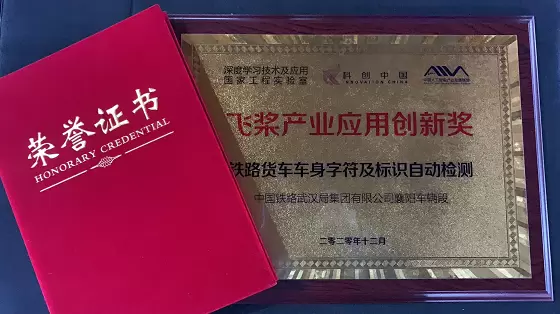 荣誉证书
HONORARY CREDENTIAL
深度学习技术及应用
国家工程实验室
科创中国
INNOVATION CHINA
AIIA
飞桨产业应用创新奖
铁路货车车身字符及标识自动检测
中国铁路武汉局集团有限公司襄阳车辆段
二零二零年十二月